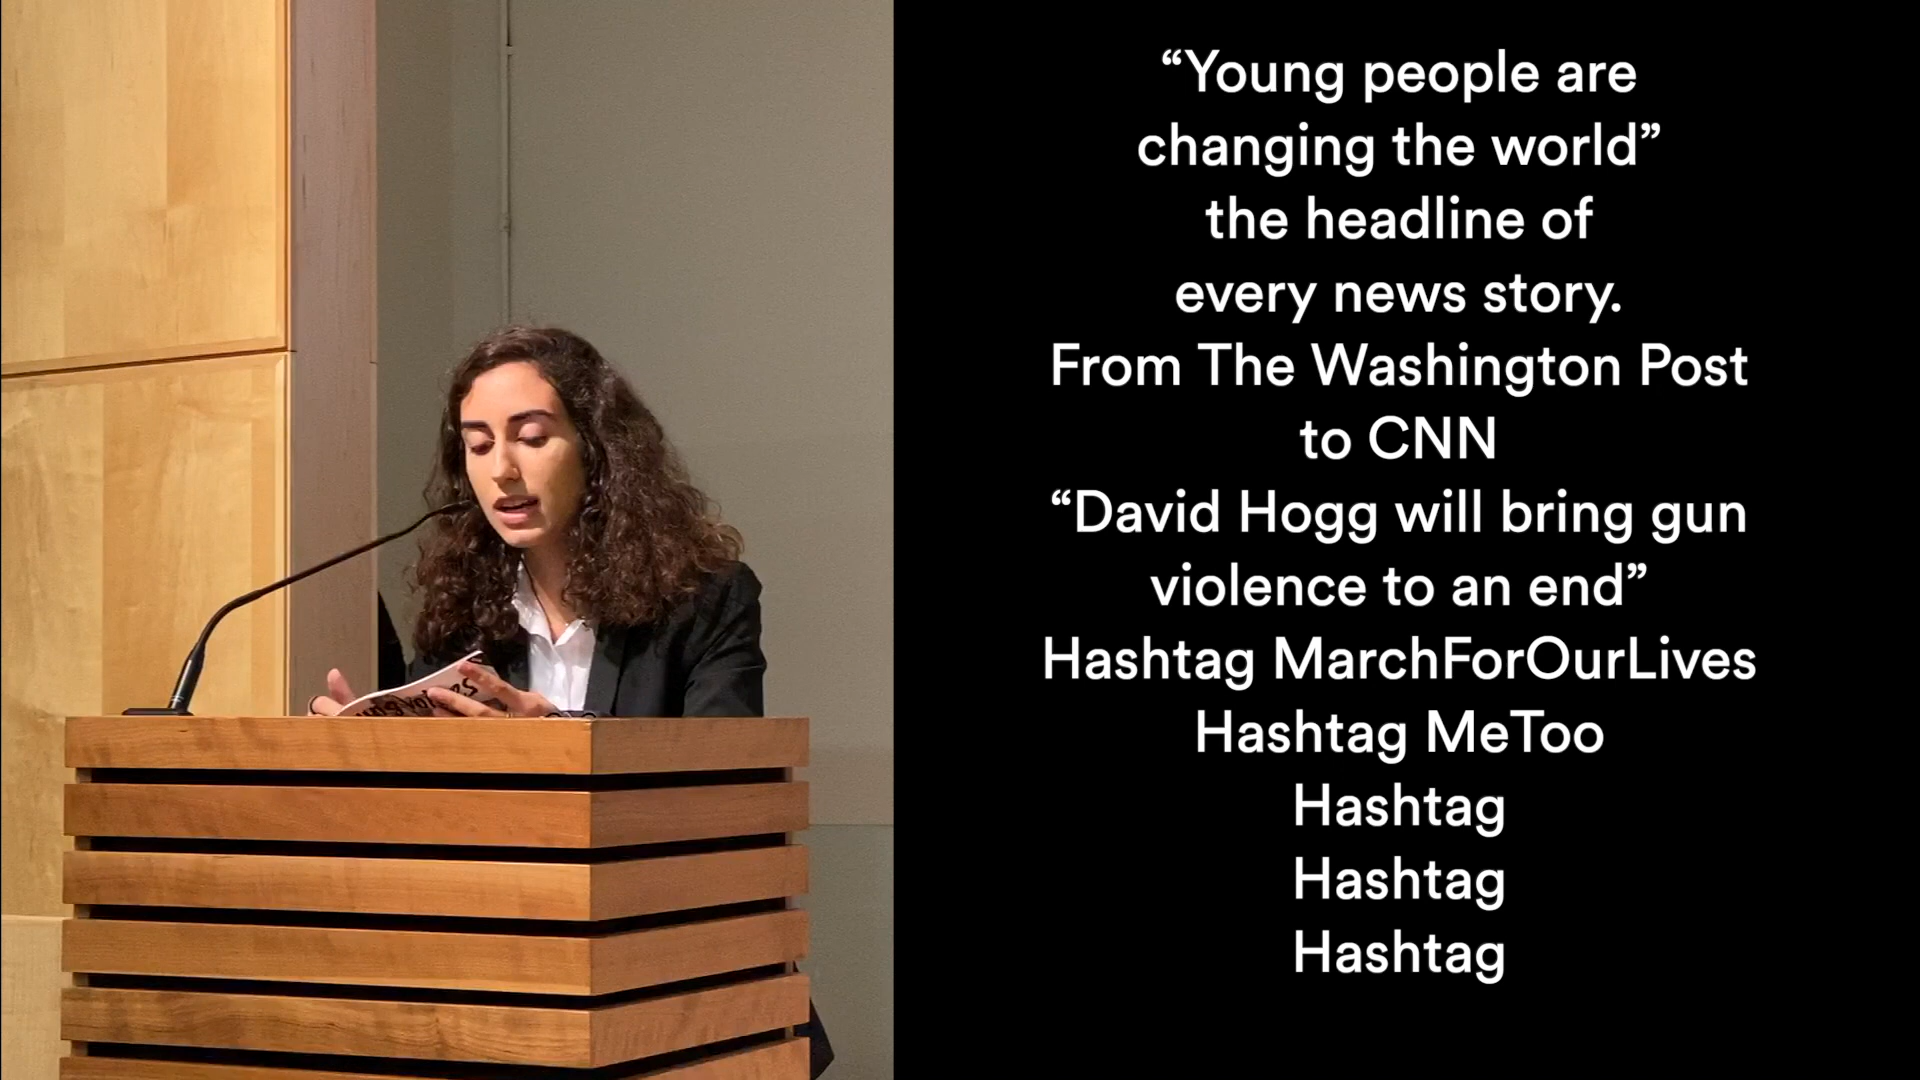 “Young people are
changing the world”
the headline of
every news story.
From The Washington Post
to CNN
“David Hogg will bring gun
violence to an end”
Hashtag MarchForOurLives
Hashtag MeToo
Hashtag
Hashtag
Hashtag